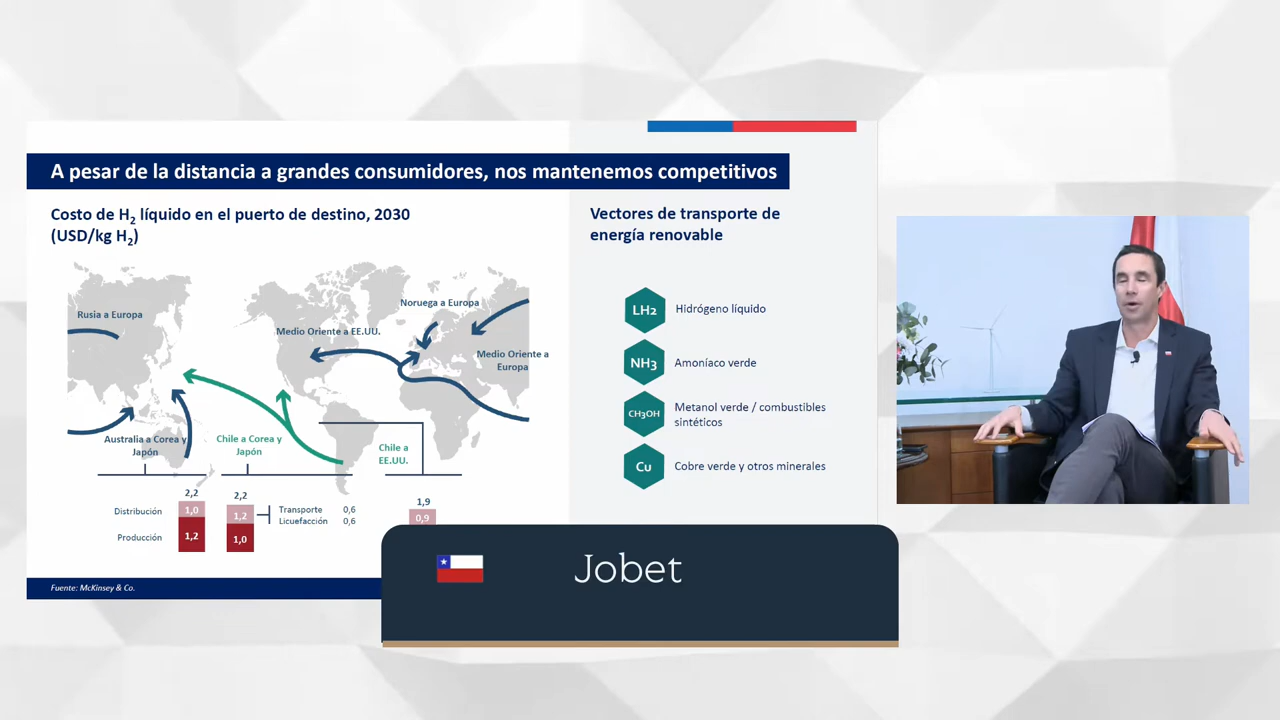 A pesar de la distancia a grandes consumidores, nos mantenemos competitivos
Costo de H2 líquido en el puerto de destino, 2030
(USD/kg H2)
Rusia a Europa
Noruega a Europa
Medio Oriente a EE.UU.
Medio Oriente a
Europa
Australia a Corea y
Japón
Chile a Corea y
Japón
Chile a
EE.UU.
2,2
2,2
1,9
Distribución
1,0
1,2
Transporte 0,6
Licuefacción 0,6
0,9
Producción
1,2
1,0
Fuente: McKinsey & Co.
Vectores de transporte de
energía renovable
LH2 Hidrógeno líquido
NH3 Amoníaco verde
CH3OH Metanol verde / combustibles
sintéticos
Cu Cobre verde y otros minerales
Jobet